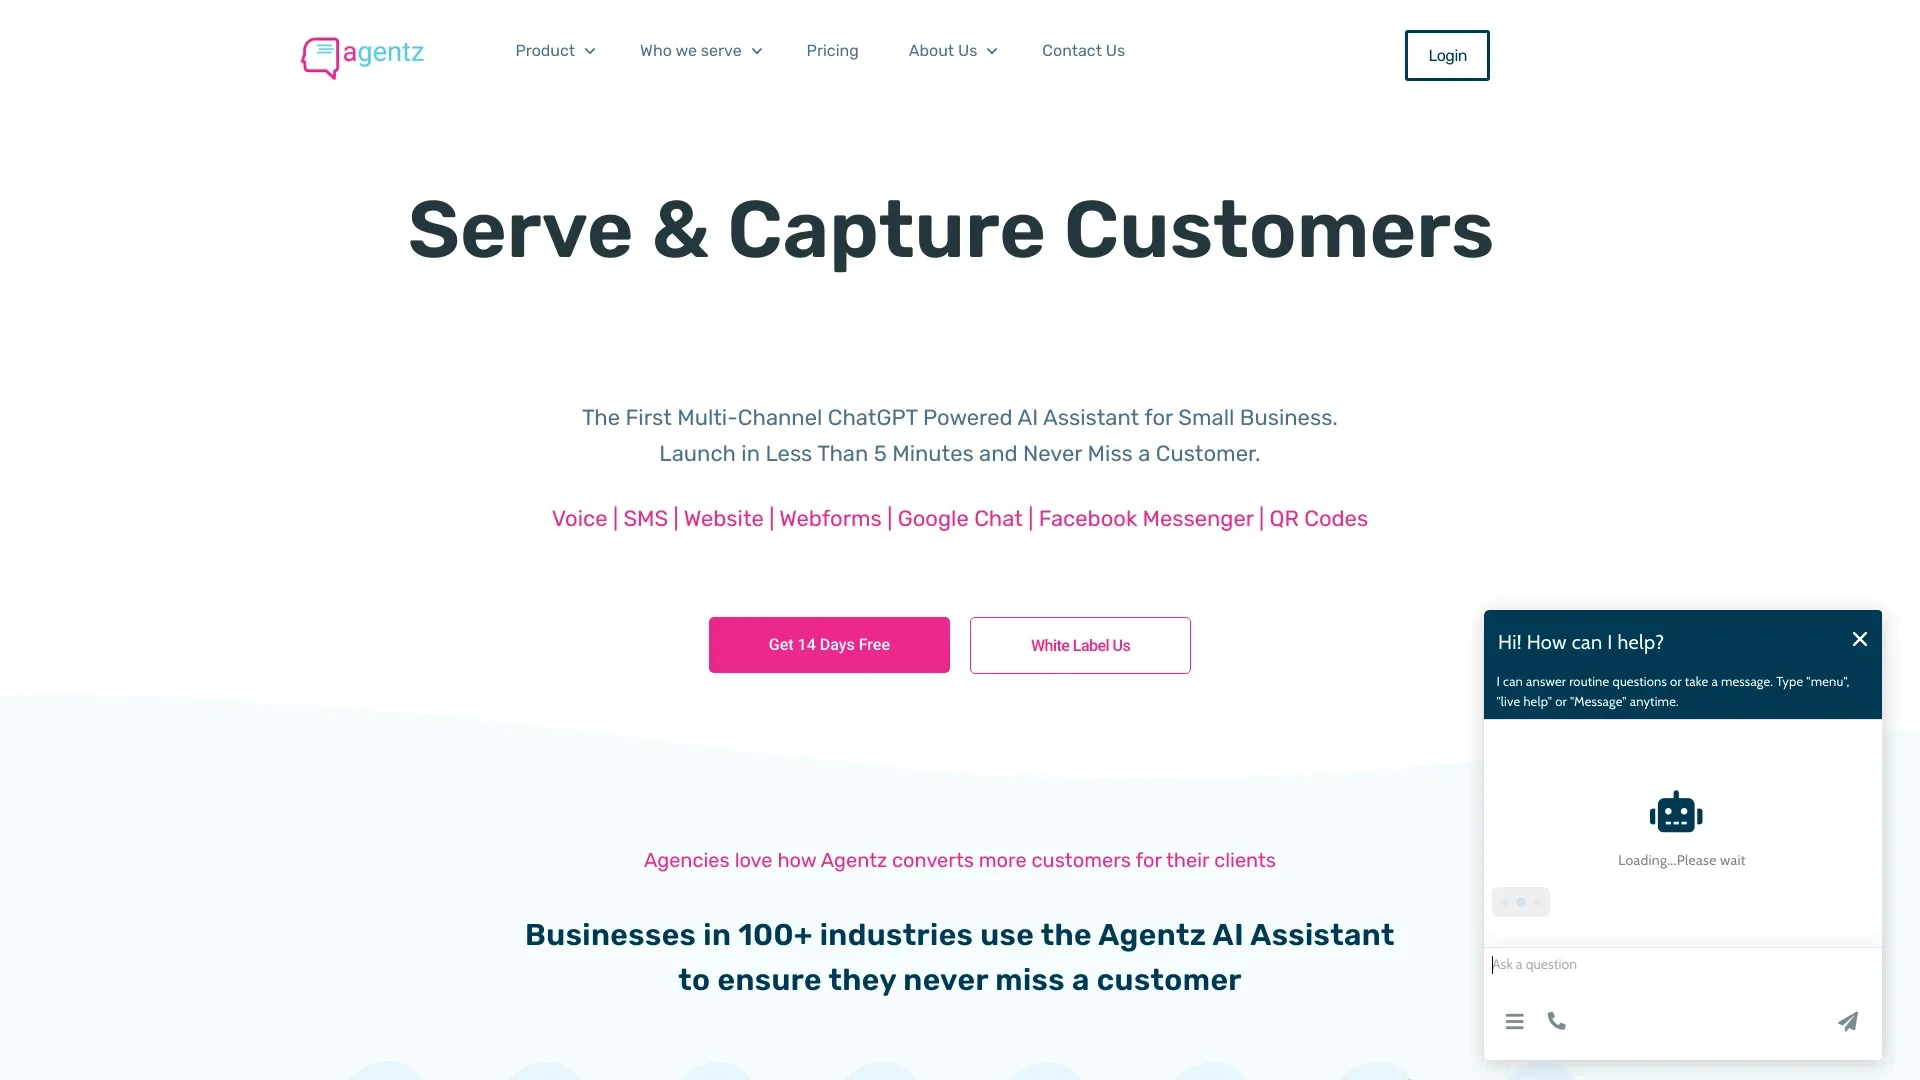 agentz
Product
Who we serve
Pricing
About Us
Contact Us
Login
Serve & Capture Customers
The First Multi-Channel ChatGPT Powered AI Assistant for Small Business.
Launch in Less Than 5 Minutes and Never Miss a Customer.
Voice | SMS | Website | Webforms | Google Chat | Facebook Messenger | QR Codes
Get 14 Days Free
White Label Us
Agencies love how Agentz converts more customers for their clients
Businesses in 100+ industries use the Agentz AI Assistant
to ensure they never miss a customer
Hi! How can I help?
I can answer routine questions or take a message. Type "menu",
"live help" or "Message" anytime.
Loading...Please wait
Ask a question